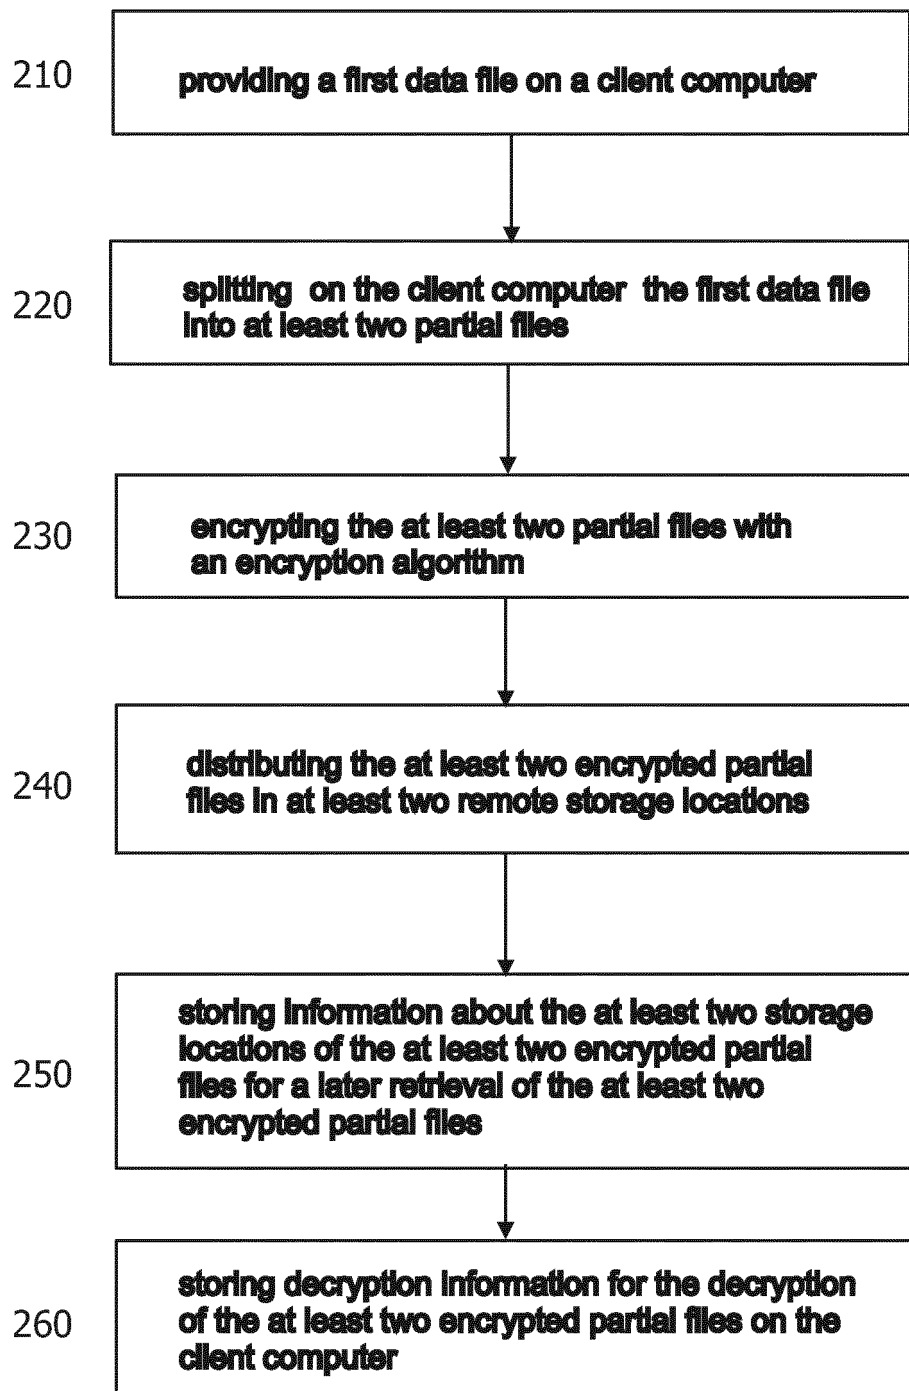 210
providing a first data file on a client computer
220
splitting on the client computer the first data file
into at least two partial files
230
encrypting the at least two partial files with
an encryption algorithm
240
distributing the at least two encrypted partial
files in at least two remote storage locations
250
storing information about the at least two storage
locations of the at least two encrypted partial
files for a later retrieval of the at least two
encrypted partial files
260
storing decryption information for the decryption
of the at least two encrypted partial files on the
client computer